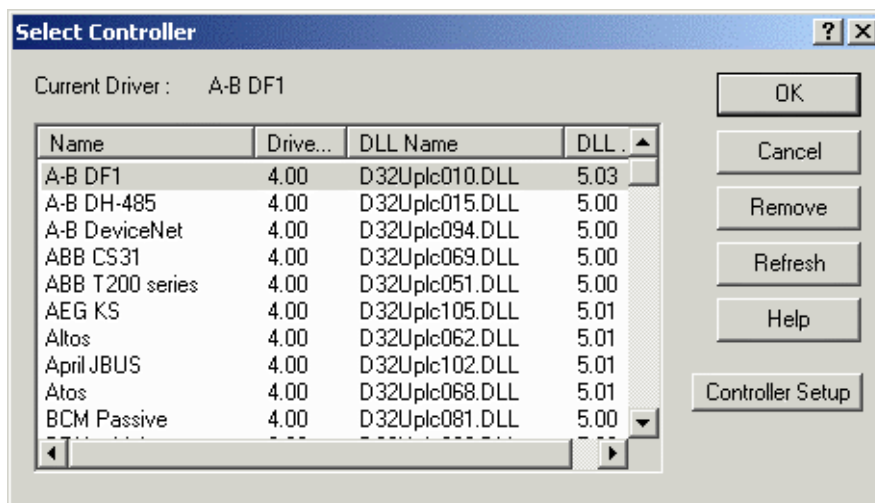 Select Controller
Current Driver : A-B DF1
Name Drive... DLL Name DLL .
A-B DF1 4.00 D32Uplc010.DLL 5.03
A-B DH-485 4.00 D32Uplc015.DLL 5.00
A-B DeviceNet 4.00 D32Uplc094.DLL 5.00
ABB CS31 4.00 D32Uplc069.DLL 5.00
ABB T200 series 4.00 D32Uplc051.DLL 5.00
AEG KS 4.00 D32Uplc105.DLL 5.01
Altos 4.00 D32Uplc062.DLL 5.01
April JBUS 4.00 D32Uplc102.DLL 5.01
Atos 4.00 D32Uplc068.DLL 5.01
BCM Passive 4.00 D32Uplc081.DLL 5.00
OK
Cancel
Remove
Refresh
Help
Controller Setup